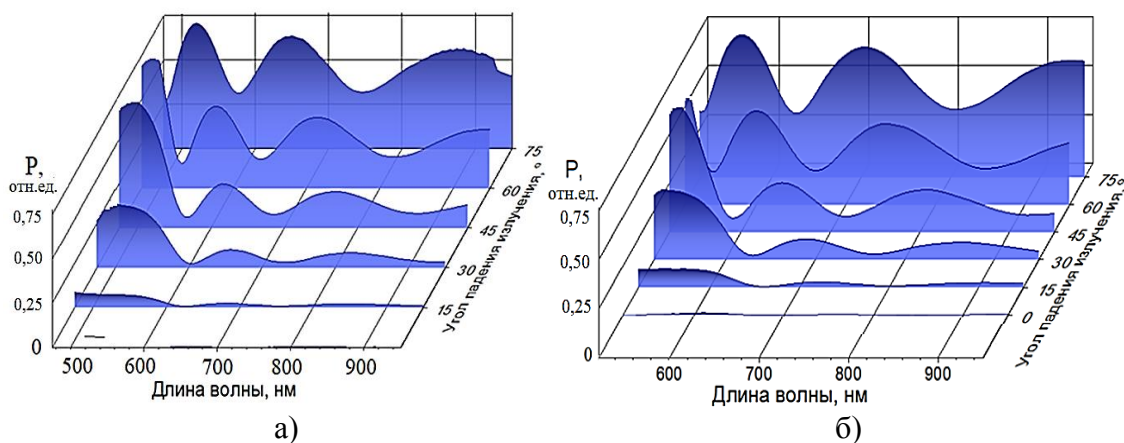 P,
отн.ед.
0,75
0,50
0,25
0
500 600 700 800 900
Длина волны, нм
15 30 45 60 75
Угол падения излучения, °
а)
P,
отн.ед.
0,75
0,50
0,25
0
600 700 800 900
Длина волны, нм
0 15 30 45 60 75°
Угол падения излучения,
б)